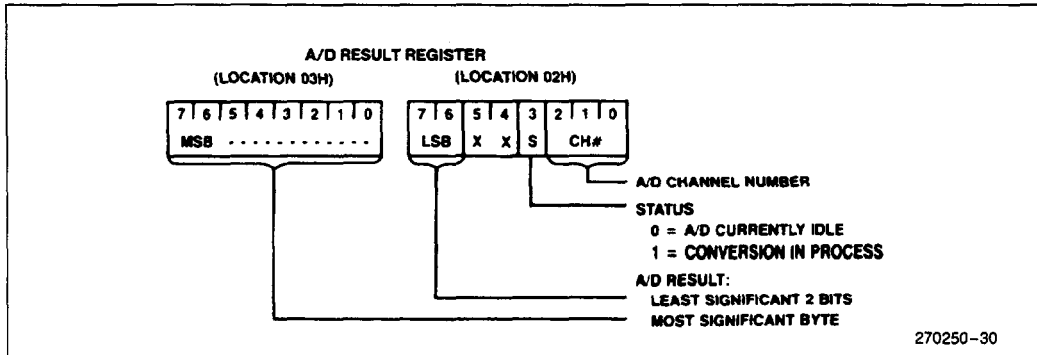 A/D RESULT REGISTER
(LOCATION 03H) (LOCATION 02H)
7 6 5 4 3 2 1 0 7 6 5 4 3 2 1 0
MSB - - - - - - - - - - - LSB X X S CH#
A/D CHANNEL NUMBER
STATUS
0 = A/D CURRENTLY IDLE
1 = CONVERSION IN PROCESS
A/D RESULT:
LEAST SIGNIFICANT 2 BITS
MOST SIGNIFICANT BYTE
270250-30